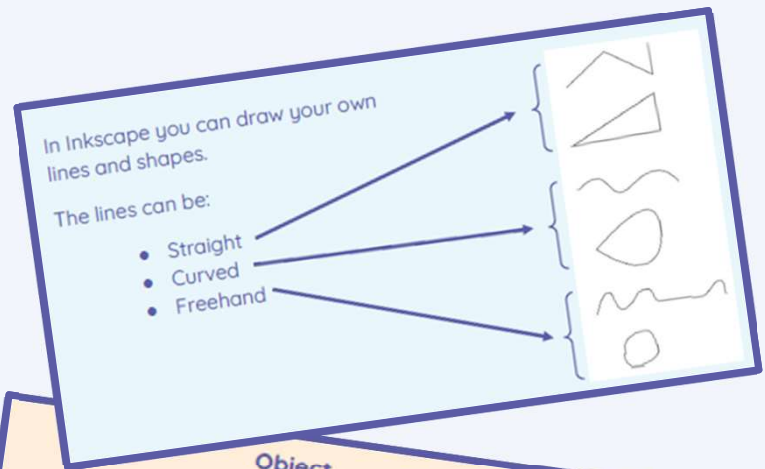 In Inkscape you can draw your own
lines and shapes.
The lines can be:
Straight
Curved
Freehand
Object